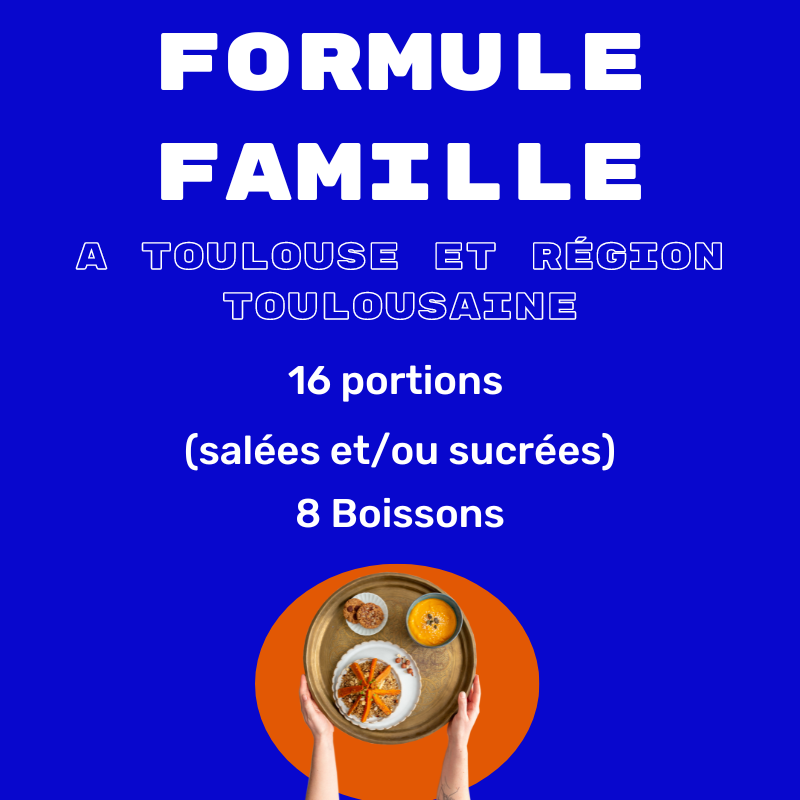 FORMULE
FAMILLE
A TOULOUSE ET RÉGION
TOULOUSAINE
16 portions
(salées et/ou sucrées)
8 Boissons